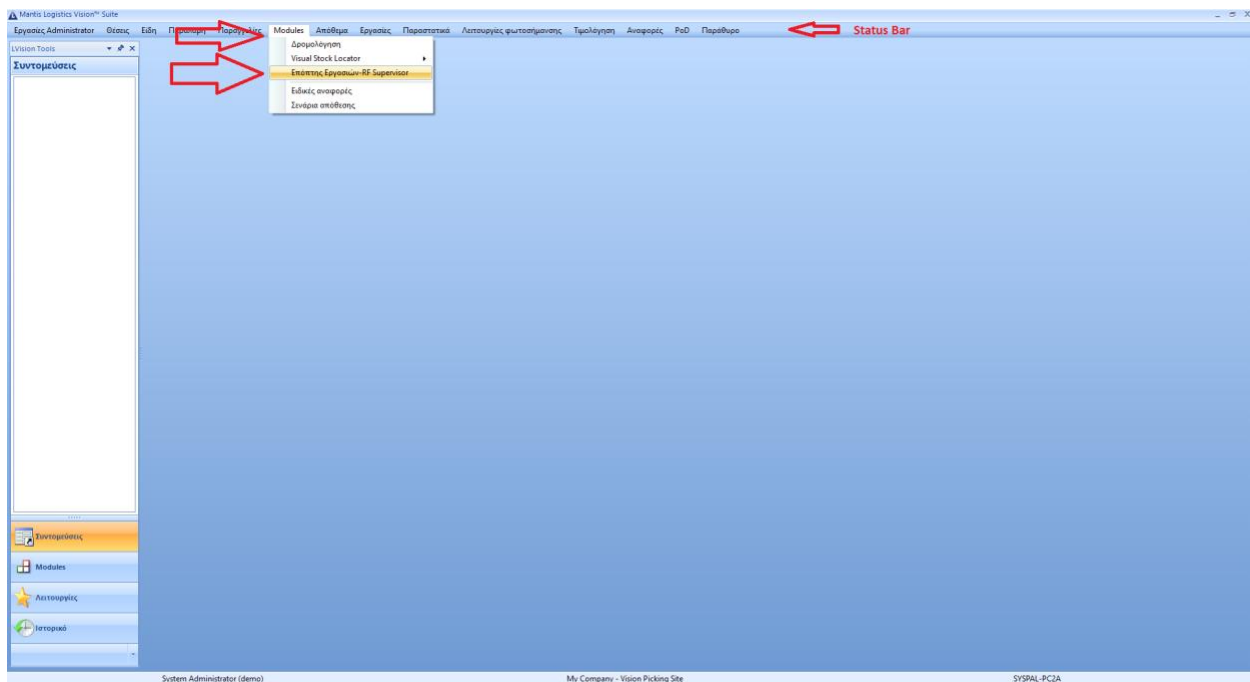 Mantis Logistics Vision™ Suite
Εργασίες Administrator Θέσεις Είδη Παραλαβή Παραγγελίες Modules Απόθεμα Εργασίες Παραστατικά Λειτουργίες φωτοσήμανσης Τιμολόγηση Αναφορές PoD Παράθυρο Status Bar
LVision Tools
Δρομολόγηση
Συντομεύσεις
Visual Stock Locator
Επόπτης Εργασιών-RF Supervisor
Ειδικές αναφορές
Σενάρια απόθεσης
Συντομεύσεις
Modules
Λειτουργίες
Ιστορικό
System Administrator (demo) My Company - Vision Picking Site SYSPAL-PC2A